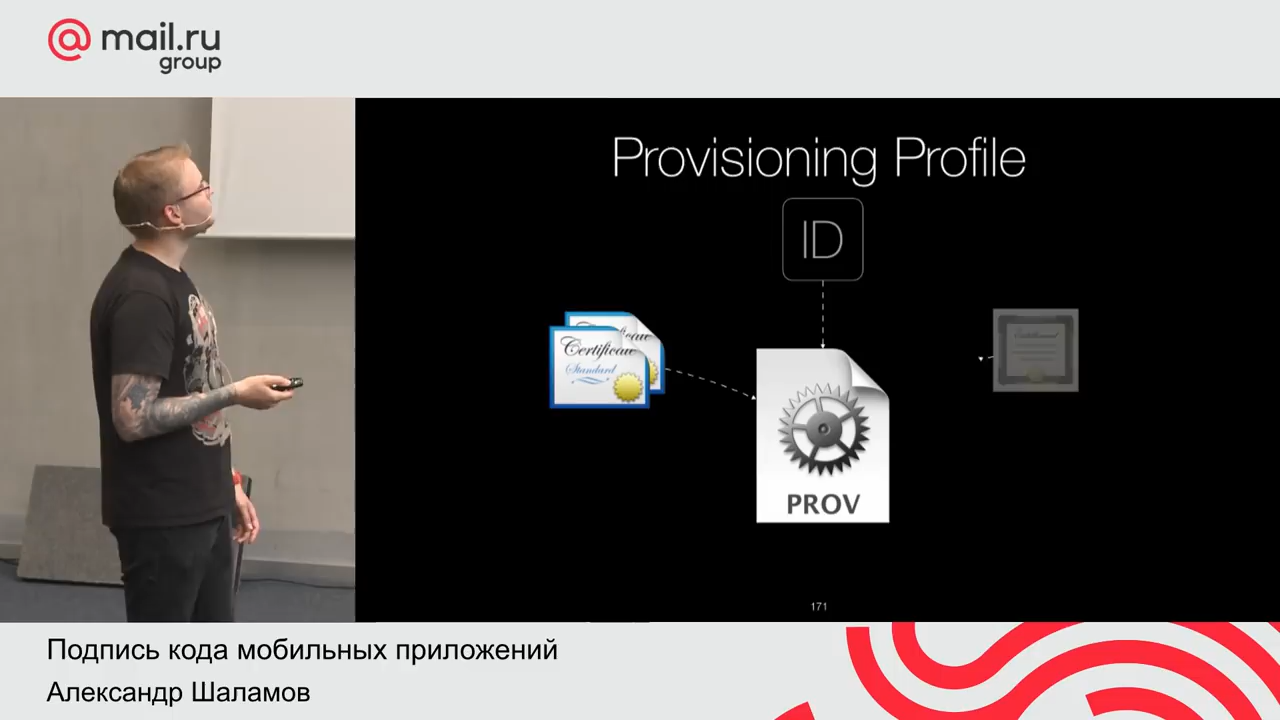 @ mail.ru
group
Provisioning Profile
ID
Certificate
Standard
PROV
171
Подпись кода мобильных приложений
Александр Шаламов